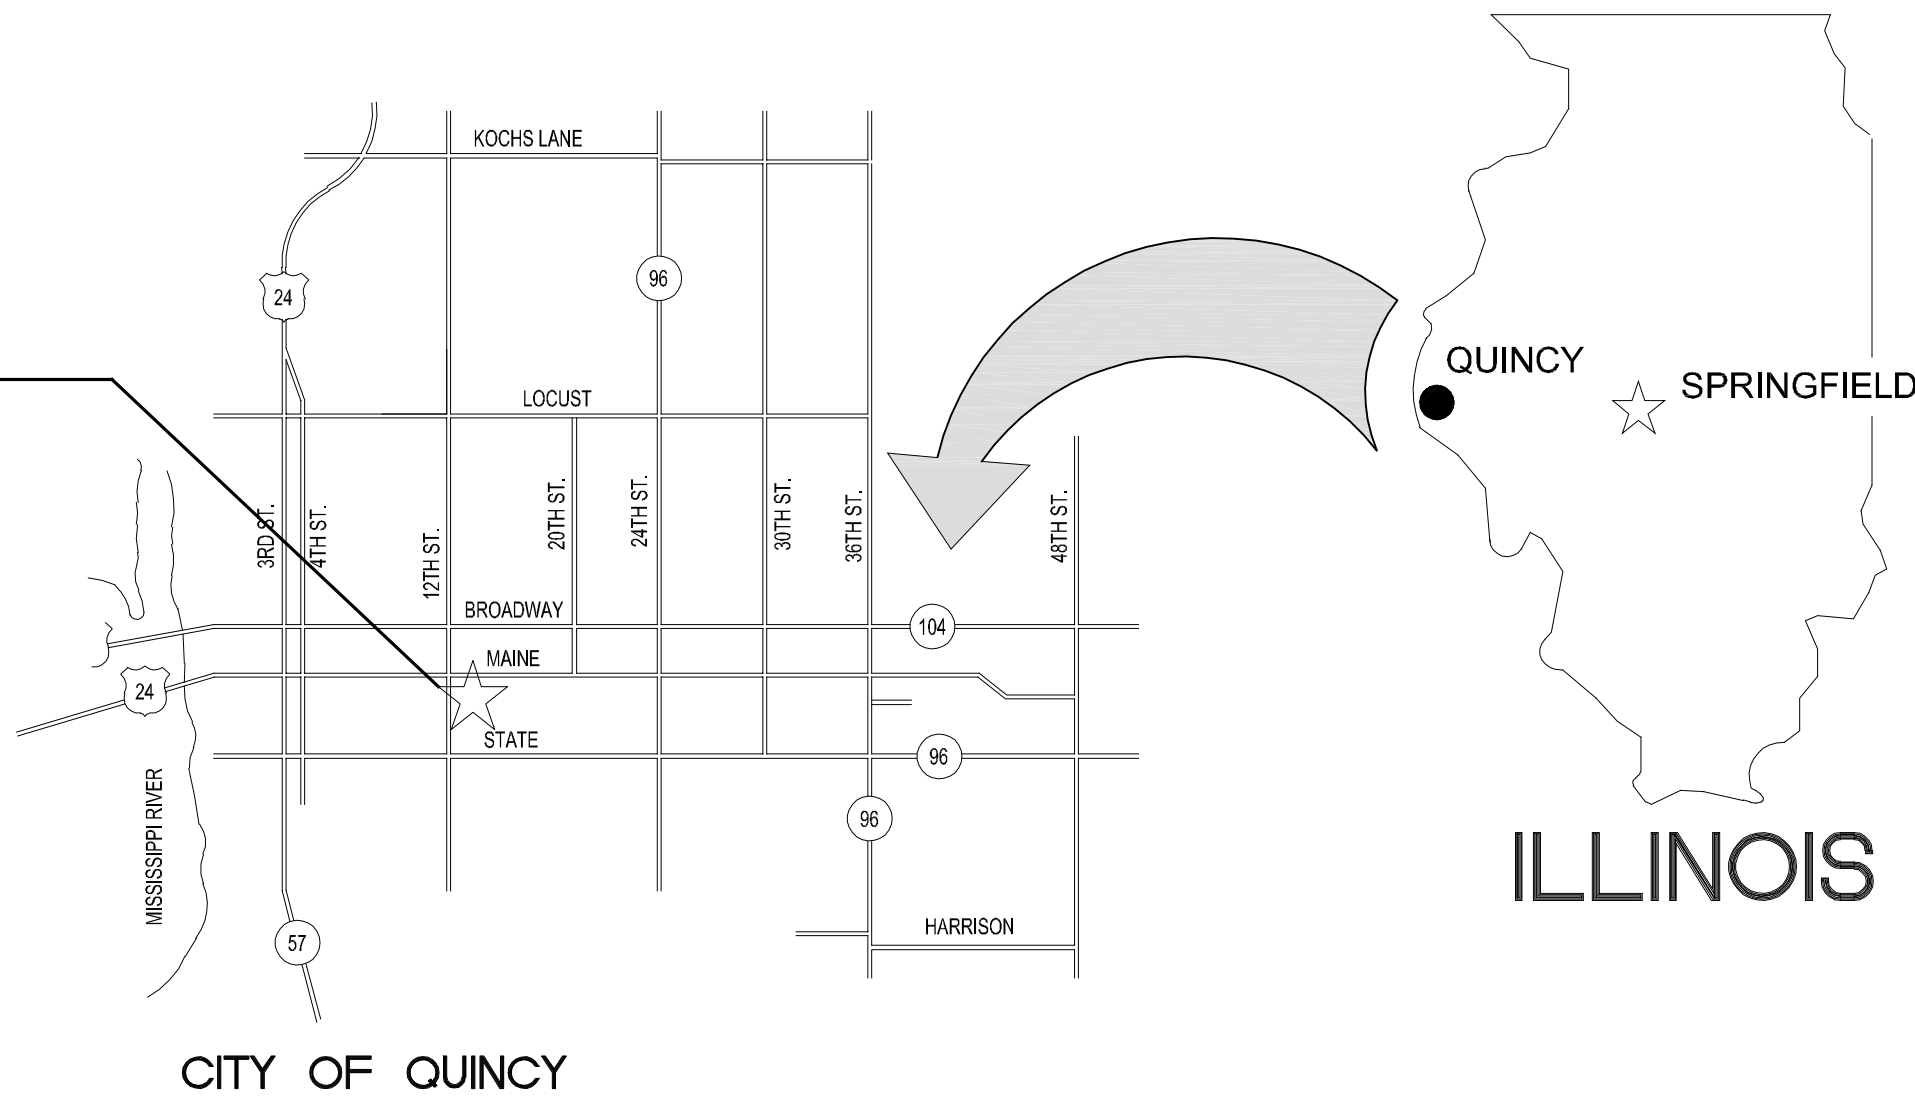 KOCHS LANE
96
24
QUINCY
SPRINGFIELD
LOCUST
3RD ST.
4TH ST.
12TH ST.
20TH ST.
24TH ST.
30TH ST.
36TH ST.
48TH ST.
BROADWAY
104
MAINE
24
STATE
96
MISSISSIPPI RIVER
96
ILLINOIS
HARRISON
57
CITY OF QUINCY